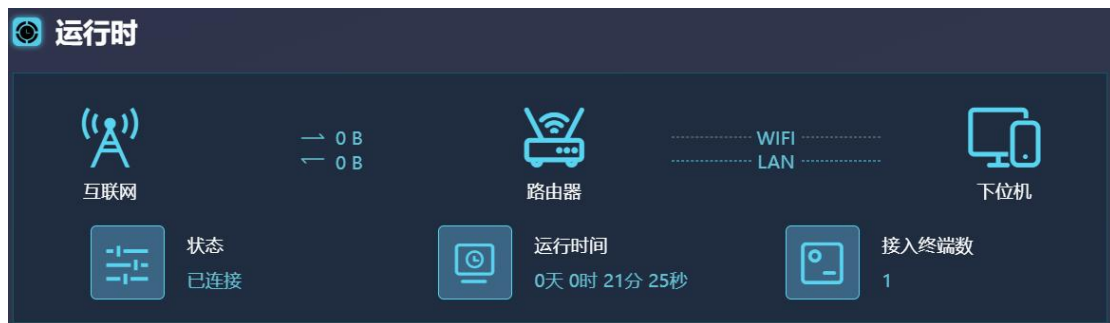 运行时
0 B
0 B
WIFI
LAN
互联网
路由器
下位机
状态
已连接
运行时间
0天 0时 21分 25秒
接入终端数
1